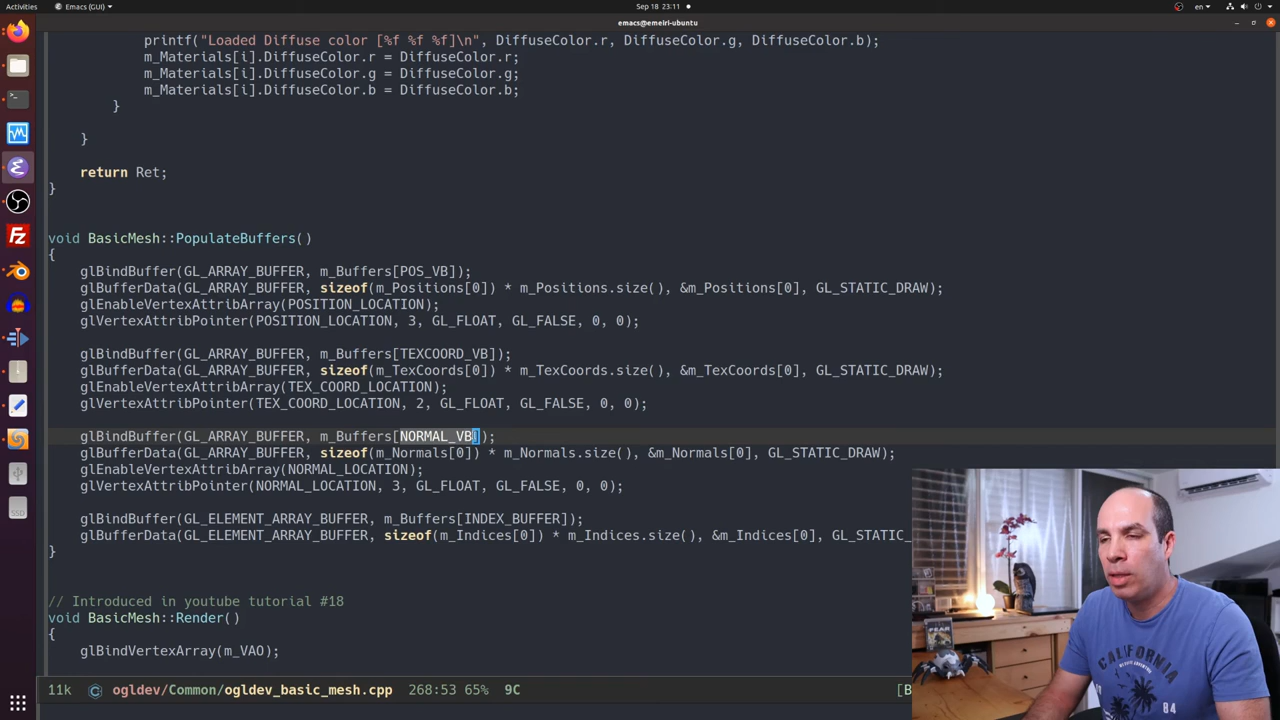 Activities
Emacs (GUI)
Sep 18 23:11
en
emacs@emeiri-ubuntu
printf("Loaded Diffuse color [%f %f %f]\n", DiffuseColor.r, DiffuseColor.g, DiffuseColor.b);
m_Materials[i].DiffuseColor.r = DiffuseColor.r;
m_Materials[i].DiffuseColor.g = DiffuseColor.g;
m_Materials[i].DiffuseColor.b = DiffuseColor.b;
}
}
return Ret;
}
void BasicMesh::PopulateBuffers()
{
glBindBuffer(GL_ARRAY_BUFFER, m_Buffers[POS_VB]);
glBufferData(GL_ARRAY_BUFFER, sizeof(m_Positions[0]) * m_Positions.size(), &m_Positions[0], GL_STATIC_DRAW);
glEnableVertexAttribArray(POSITION_LOCATION);
glVertexAttribPointer(POSITION_LOCATION, 3, GL_FLOAT, GL_FALSE, 0, 0);
glBindBuffer(GL_ARRAY_BUFFER, m_Buffers[TEXCOORD_VB]);
glBufferData(GL_ARRAY_BUFFER, sizeof(m_TexCoords[0]) * m_TexCoords.size(), &m_TexCoords[0], GL_STATIC_DRAW);
glEnableVertexAttribArray(TEX_COORD_LOCATION);
glVertexAttribPointer(TEX_COORD_LOCATION, 2, GL_FLOAT, GL_FALSE, 0, 0);
glBindBuffer(GL_ARRAY_BUFFER, m_Buffers[NORMAL_VB]);
glBufferData(GL_ARRAY_BUFFER, sizeof(m_Normals[0]) * m_Normals.size(), &m_Normals[0], GL_STATIC_DRAW);
glEnableVertexAttribArray(NORMAL_LOCATION);
glVertexAttribPointer(NORMAL_LOCATION, 3, GL_FLOAT, GL_FALSE, 0, 0);
glBindBuffer(GL_ELEMENT_ARRAY_BUFFER, m_Buffers[INDEX_BUFFER]);
glBufferData(GL_ELEMENT_ARRAY_BUFFER, sizeof(m_Indices[0]) * m_Indices.size(), &m_Indices[0], GL_STATIC_
}
// Introduced in youtube tutorial #18
void BasicMesh::Render()
{
glBindVertexArray(m_VAO);
11k ogldev/Common/ogldev_basic_mesh.cpp 268:53 65% 9C [B
Fz
SSD
FEAR
CALIFORNIA
84